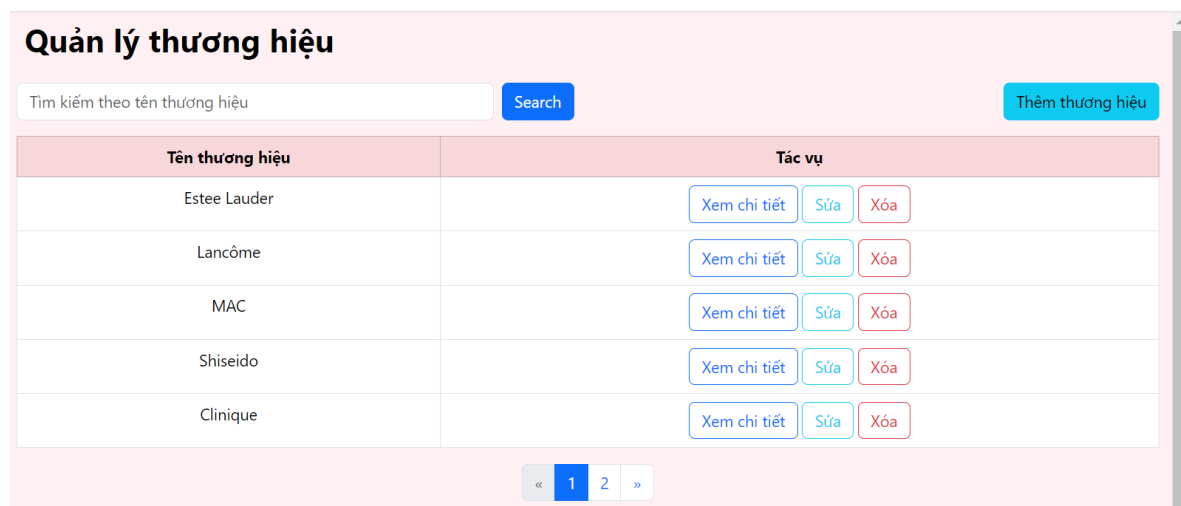 Quản lý thương hiệu
Tìm kiếm theo tên thương hiệu Search Thêm thương hiệu
Tên thương hiệu Tác vụ
Estee Lauder Xem chi tiết Sửa Xóa
Lancôme Xem chi tiết Sửa Xóa
MAC Xem chi tiết Sửa Xóa
Shiseido Xem chi tiết Sửa Xóa
Clinique Xem chi tiết Sửa Xóa
« 1 2 »